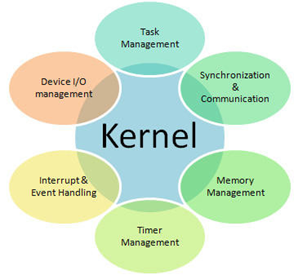 Task
Management
Device I/O
management
Synchronization
& Communication
Kernel
Interrupt &
Event Handling
Memory
Management
Timer
Management